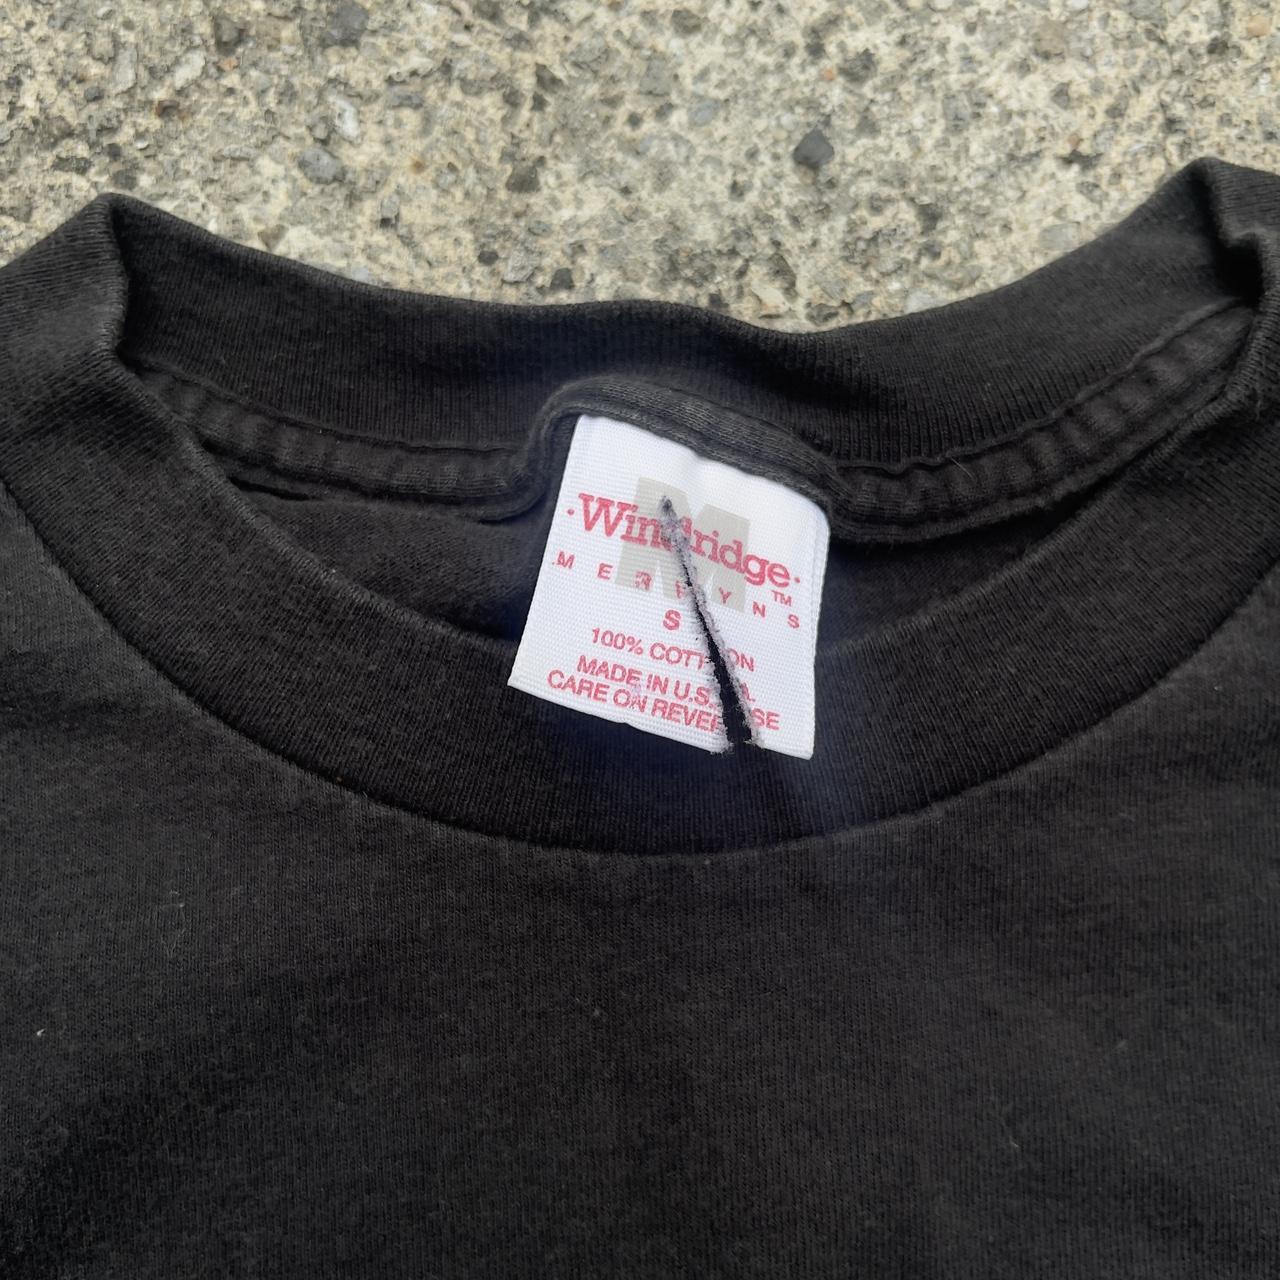 M
·Windridge·
MERVYNS™
S
100% COTTON
MADE IN U.S.A.
CARE ON REVERSE